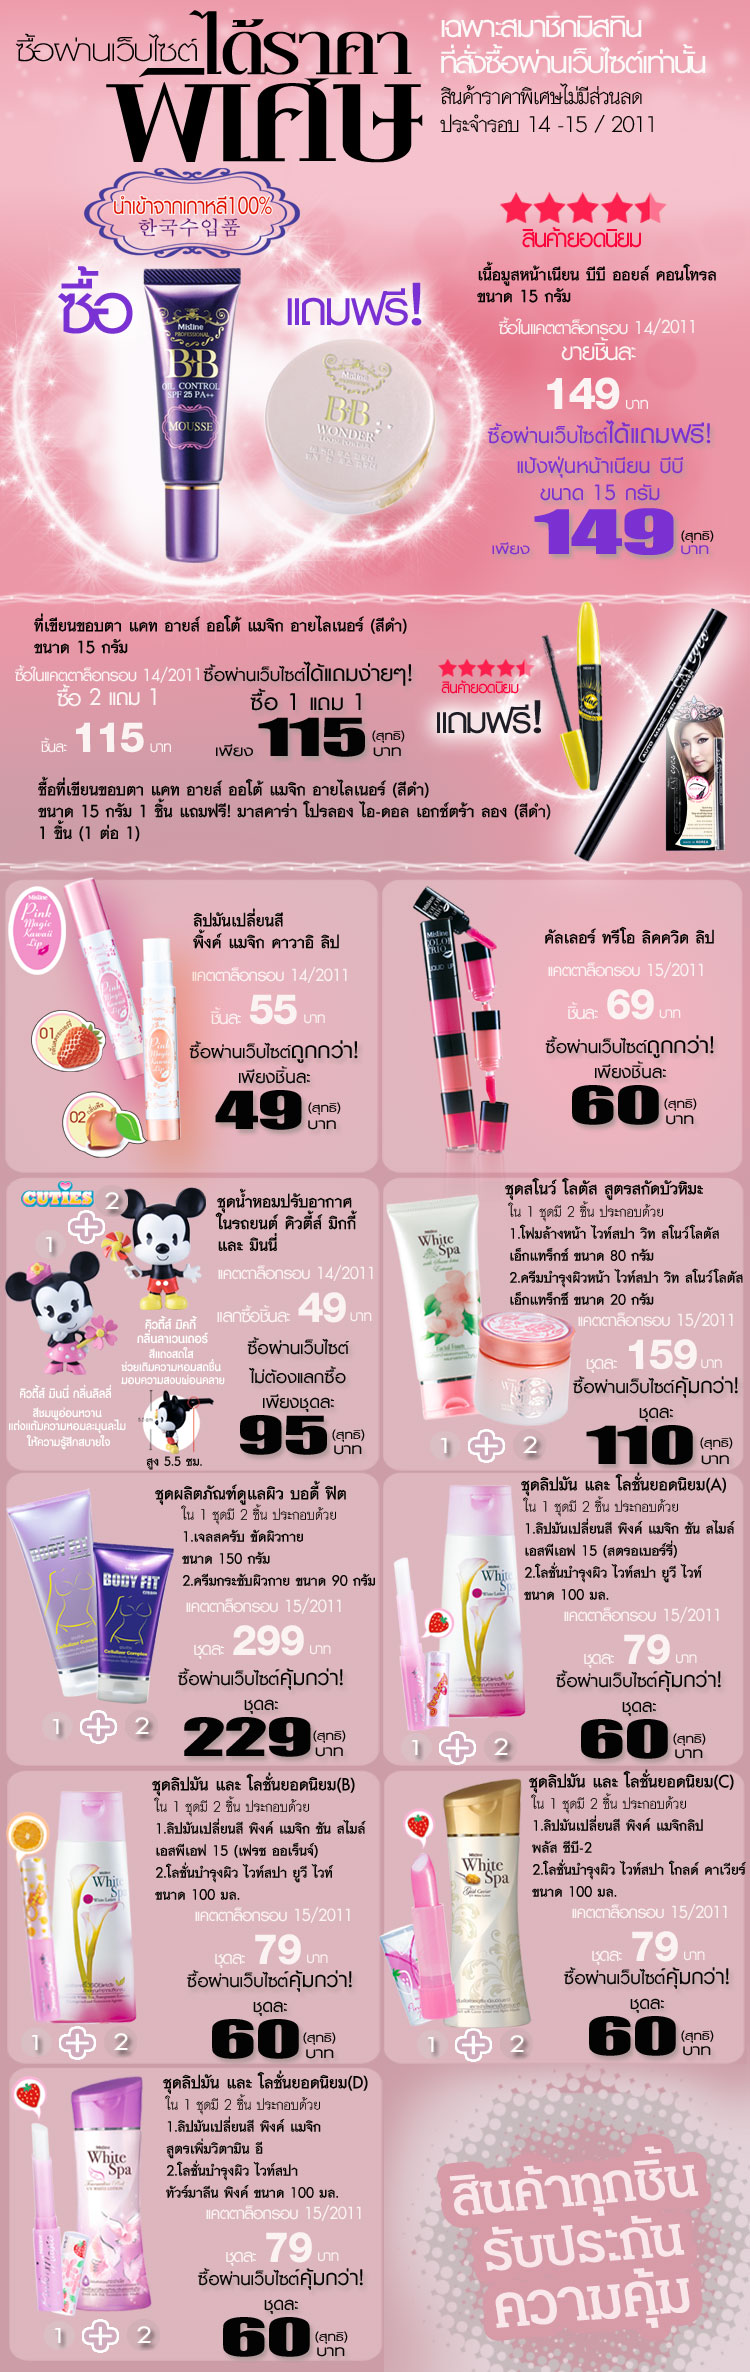 ซื้อผ่านเว็บไซต์ ได้ราคา
พิเศษ
เฉพาะสมาชิกมิสทิน
ที่สั่งซื้อผ่านเว็บไซต์เท่านั้น
สินค้าราคาพิเศษไม่มีส่วนลด
ประจำรอบ 14 -15 / 2011
นำเข้าจากเกาหลี100%
한국수입품
ซื้อ
แถมฟรี!
Mistine
PROFESSIONAL
BB
OIL CONTROL
SPF 25 PA++
MOUSSE
Mistine
BB
WONDER
สินค้ายอดนิยม
เนื้อมูสหน้าเนียน บีบี ออยล์ คอนโทรล
ขนาด 15 กรัม
ซื้อในแคตตาล็อกรอบ 14/2011
ขายชิ้นละ
149 บาท
ซื้อผ่านเว็บไซต์ได้แถมฟรี!
แป้งฝุ่นหน้าเนียน บีบี
ขนาด 15 กรัม
เพียง 149 (สุทธิ) บาท
ที่เขียนขอบตา แคท อายส์ ออโต้ แมจิก อายไลเนอร์ (สีดำ)
ขนาด 15 กรัม
ซื้อในแคตตาล็อกรอบ 14/2011
ซื้อ 2 แถม 1
ชิ้นละ 115 บาท
ซื้อผ่านเว็บไซต์ได้แถมง่ายๆ!
ซื้อ 1 แถม 1
เพียง 115 (สุทธิ) บาท
สินค้ายอดนิยม
แถมฟรี!
ซื้อที่เขียนขอบตา แคท อายส์ ออโต้ แมจิก อายไลเนอร์ (สีดำ)
ขนาด 15 กรัม 1 ชิ้น แถมฟรี! มาสคาร่า โปรลอง ไอ-ดอล เอกซ์ตร้า ลอง (สีดำ)
1 ชิ้น (1 ต่อ 1)
Mistine
Pink
Magic
Kawaii
Lip
01
02
ลิปมันเปลี่ยนสี
พิ้งค์ แมจิก คาวาอิ ลิป
แคตตาล็อกรอบ 14/2011
ชิ้นละ 55 บาท
ซื้อผ่านเว็บไซต์ถูกกว่า!
เพียงชิ้นละ
49 (สุทธิ) บาท
Mistine
COLOR
TRIO
LIQUID LIP
คัลเลอร์ ทรีโอ ลิควิด ลิป
แคตตาล็อกรอบ 15/2011
ชิ้นละ 69 บาท
ซื้อผ่านเว็บไซต์ถูกกว่า!
เพียงชิ้นละ
60 (สุทธิ) บาท
CUTIES
1 + 2
ชุดน้ำหอมปรับอากาศ
ในรถยนต์ คิวตี้ส์ มิกกี้
และ มินนี่
แคตตาล็อกรอบ 14/2011
แลกซื้อชิ้นละ 49 บาท
ซื้อผ่านเว็บไซต์
ไม่ต้องแลกซื้อ
เพียงชุดละ
95 (สุทธิ) บาท
คิวตี้ส์ มิคกี้
กลิ่นลาเวนเดอร์
สีแดงสดใส
ช่วยเติมความหอมสดชื่น
มอบความสงบผ่อนคลาย
คิวตี้ส์ มินนี่ กลิ่นลิลลี่
สีชมพูอ่อนหวาน
แต่งแต้มความหอมละมุนละไม
ให้ความรู้สึกสบายใจ
สูง 5.5 ซม.
ชุดสโนว์ โลตัส สูตรสกัดบัวหิมะ
ใน 1 ชุดมี 2 ชิ้น ประกอบด้วย
1.โฟมล้างหน้า ไวท์สปา วิท สโนว์โลตัส
เอ็กแทร็กซ์ ขนาด 80 กรัม
2.ครีมบำรุงผิวหน้า ไวท์สปา วิท สโนว์โลตัส
เอ็กแทร็กซ์ ขนาด 20 กรัม
แคตตาล็อกรอบ 15/2011
ชุดละ 159 บาท
ซื้อผ่านเว็บไซต์คุ้มกว่า!
ชุดละ
110 (สุทธิ) บาท
White
Spa
1 + 2
ชุดผลิตภัณฑ์ดูแลผิว บอดี้ ฟิต
ใน 1 ชุดมี 2 ชิ้น ประกอบด้วย
1.เจลสครับ ขัดผิวกาย
ขนาด 150 กรัม
2.ครีมกระชับผิวกาย ขนาด 90 กรัม
แคตตาล็อกรอบ 15/2011
ชุดละ 299 บาท
ซื้อผ่านเว็บไซต์คุ้มกว่า!
ชุดละ
229 (สุทธิ) บาท
BODY FIT
BODY FIT
Cellulite Complex
1 + 2
ชุดลิปมัน และ โลชั่นยอดนิยม(A)
ใน 1 ชุดมี 2 ชิ้น ประกอบด้วย
1.ลิปมันเปลี่ยนสี พิงค์ แมจิก ซัน สไมล์
เอสพีเอฟ 15 (สตรอเบอร์รี่)
2.โลชั่นบำรุงผิว ไวท์สปา ยูวี ไวท์
ขนาด 100 มล.
แคตตาล็อกรอบ 15/2011
ชุดละ 79 บาท
ซื้อผ่านเว็บไซต์คุ้มกว่า!
ชุดละ
60 (สุทธิ) บาท
White
Spa
1 + 2
ชุดลิปมัน และ โลชั่นยอดนิยม(B)
ใน 1 ชุดมี 2 ชิ้น ประกอบด้วย
1.ลิปมันเปลี่ยนสี พิงค์ แมจิก ซัน สไมล์
เอสพีเอฟ 15 (เฟรช ออเร็นจ์)
2.โลชั่นบำรุงผิว ไวท์สปา ยูวี ไวท์
ขนาด 100 มล.
แคตตาล็อกรอบ 15/2011
ชุดละ 79 บาท
ซื้อผ่านเว็บไซต์คุ้มกว่า!
ชุดละ
60 (สุทธิ) บาท
White
Spa
1 + 2
ชุดลิปมัน และ โลชั่นยอดนิยม(C)
ใน 1 ชุดมี 2 ชิ้น ประกอบด้วย
1.ลิปมันเปลี่ยนสี พิงค์ แมจิกลิป
พลัส ซีบี-2
2.โลชั่นบำรุงผิว ไวท์สปา โกลด์ คาเวียร์
ขนาด 100 มล.
แคตตาล็อกรอบ 15/2011
ชุดละ 79 บาท
ซื้อผ่านเว็บไซต์คุ้มกว่า!
ชุดละ
60 (สุทธิ) บาท
White
Spa
Gold Caviar
1 + 2
ชุดลิปมัน และ โลชั่นยอดนิยม(D)
ใน 1 ชุดมี 2 ชิ้น ประกอบด้วย
1.ลิปมันเปลี่ยนสี พิงค์ แมจิก
สูตรเพิ่มวิตามิน อี
2.โลชั่นบำรุงผิว ไวท์สปา
ทัวร์มาลีน พิงค์ ขนาด 100 มล.
แคตตาล็อกรอบ 15/2011
ชุดละ 79 บาท
ซื้อผ่านเว็บไซต์คุ้มกว่า!
ชุดละ
60 (สุทธิ) บาท
White
Spa
1 + 2
สินค้าทุกชิ้น
รับประกัน
ความคุ้ม